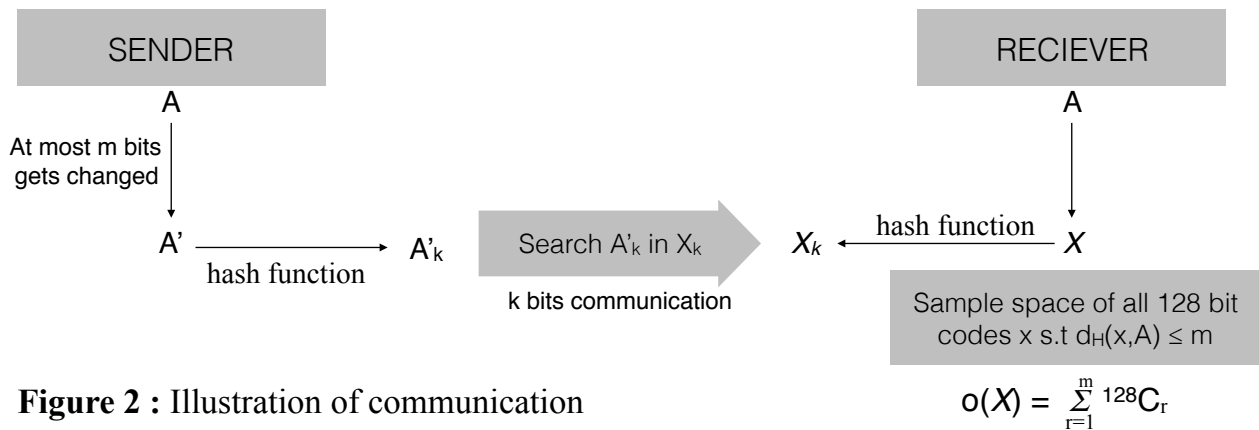 SENDER
RECIEVER
A
A
At most m bits
gets changed
A'
hash function
A'k
Search A'k in Xk
k bits communication
Xk
hash function
X
Sample space of all 128 bit
codes x s.t dH(x,A) ≤ m
Figure 2 : Illustration of communication
o(X) = m Σ r=1 128Cr